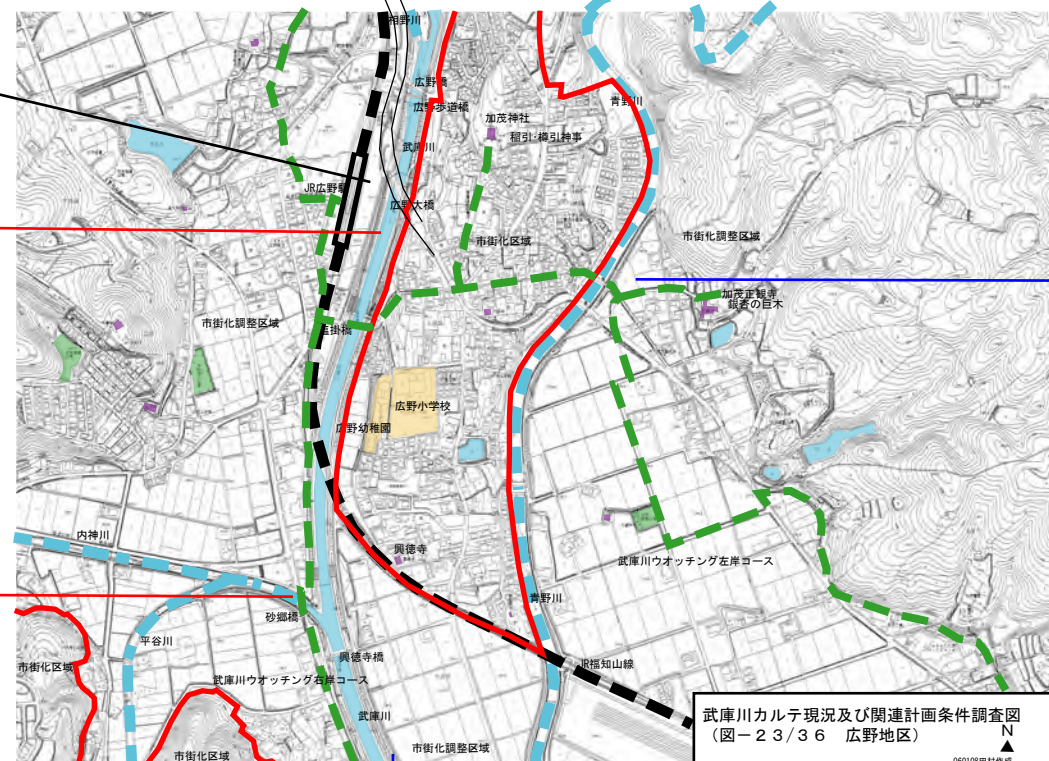 相野川
広野橋
広野歩道橋
青野川
加茂神社
稲引・樽引神事
武庫川
JR広野駅
広野大橋
市街化区域
市街化調整区域
加茂正観寺
銀杏の巨木
市街化調整区域
広野小学校
広野幼稚園
内神川
興徳寺
武庫川ウオッチング左岸コース
青野川
砂郷橋
平谷川
興徳寺橋
JR福知山線
市街化区域
武庫川ウオッチング右岸コース
武庫川
市街化調整区域
市街化区域
武庫川カルテ現況及び関連計画条件調査図
(図-23/36 広野地区)
N